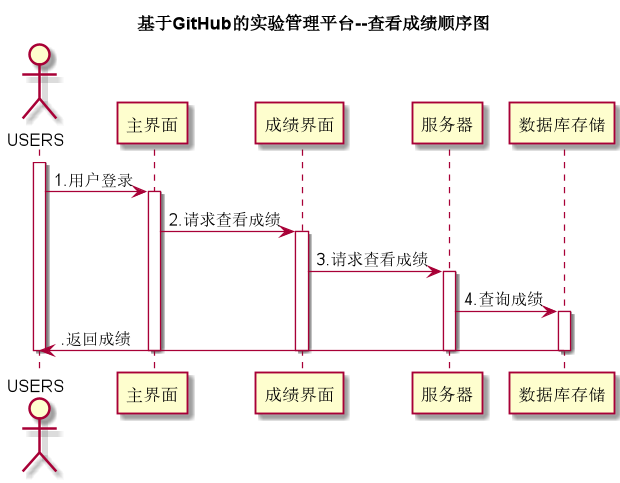 基于GitHub的实验管理平台--查看成绩顺序图
USERS
主界面
成绩界面
服务器
数据库存储
1.用户登录
2.请求查看成绩
3.请求查看成绩
4.查询成绩
.返回成绩
USERS
主界面
成绩界面
服务器
数据库存储